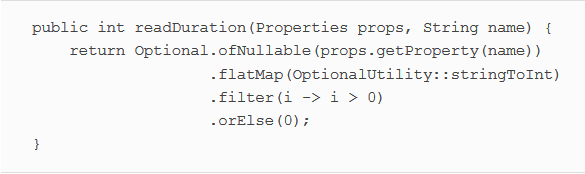 public int readDuration(Properties props, String name) {
    return Optional.ofNullable(props.getProperty(name))
                   .flatMap(OptionalUtility::stringToInt)
                   .filter(i -> i > 0)
                   .orElse(0);
}